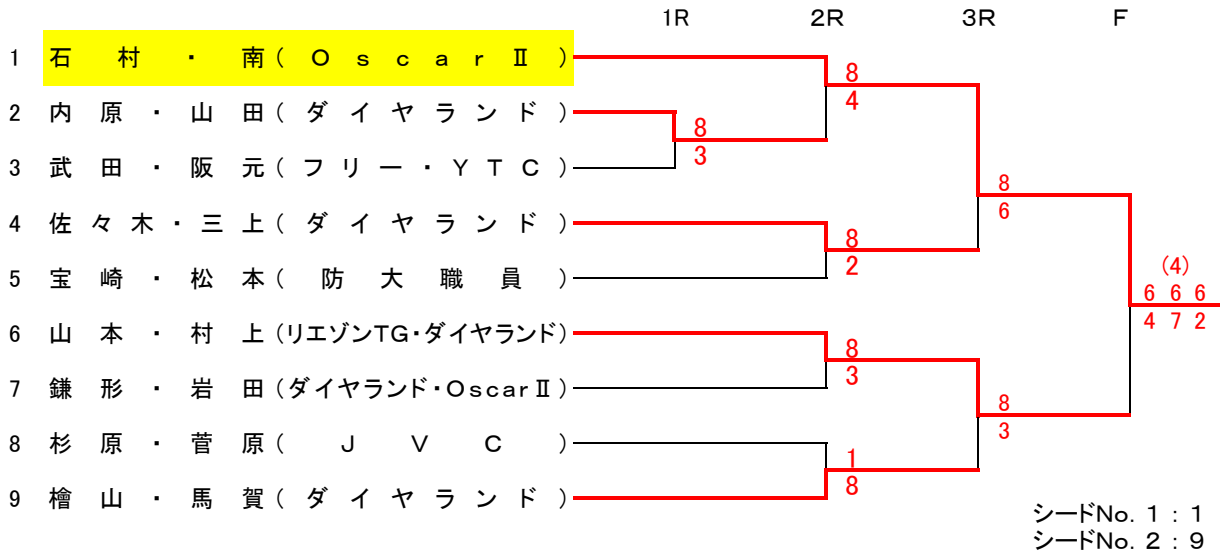 1R 2R 3R F
1 石村・南(OscarⅡ)
8
4
2 内原・山田(ダイヤランド)
8
3
3 武田・阪元(フリー・YTC)
8
6
4 佐々木・三上(ダイヤランド)
8
2
5 宝崎・松本(防大職員)
(4)
6 6 6
4 7 2
6 山本・村上(リエゾンTG・ダイヤランド)
8
3
7 鎌形・岩田(ダイヤランド・OscarⅡ)
8
3
8 杉原・菅原(JVC)
1
8
9 檜山・馬賀(ダイヤランド)
シードNo. 1 : 1
シードNo. 2 : 9